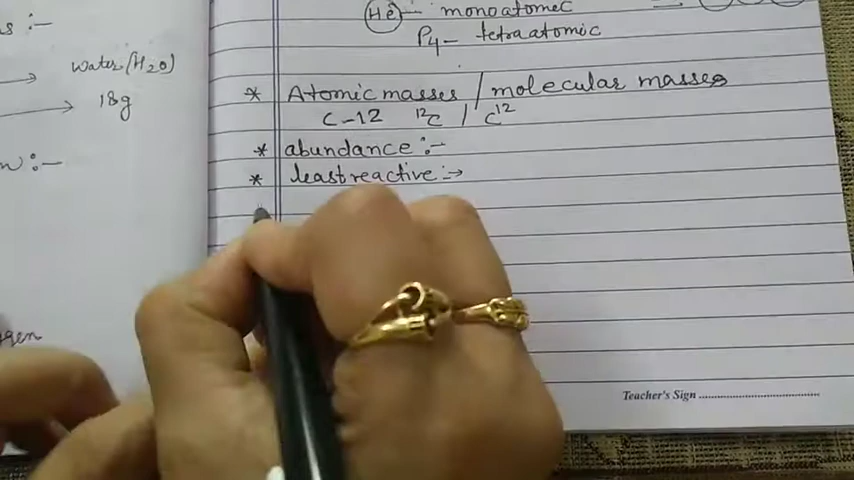 s :-
water (H2O)
18g
:-
gen
He - monoatomic
P4 - tetraatomic
* Atomic masses / molecular masses
C-12 ¹²C / C¹²
* abundance :-
* least reactive :→
Teacher's Sign ..............................